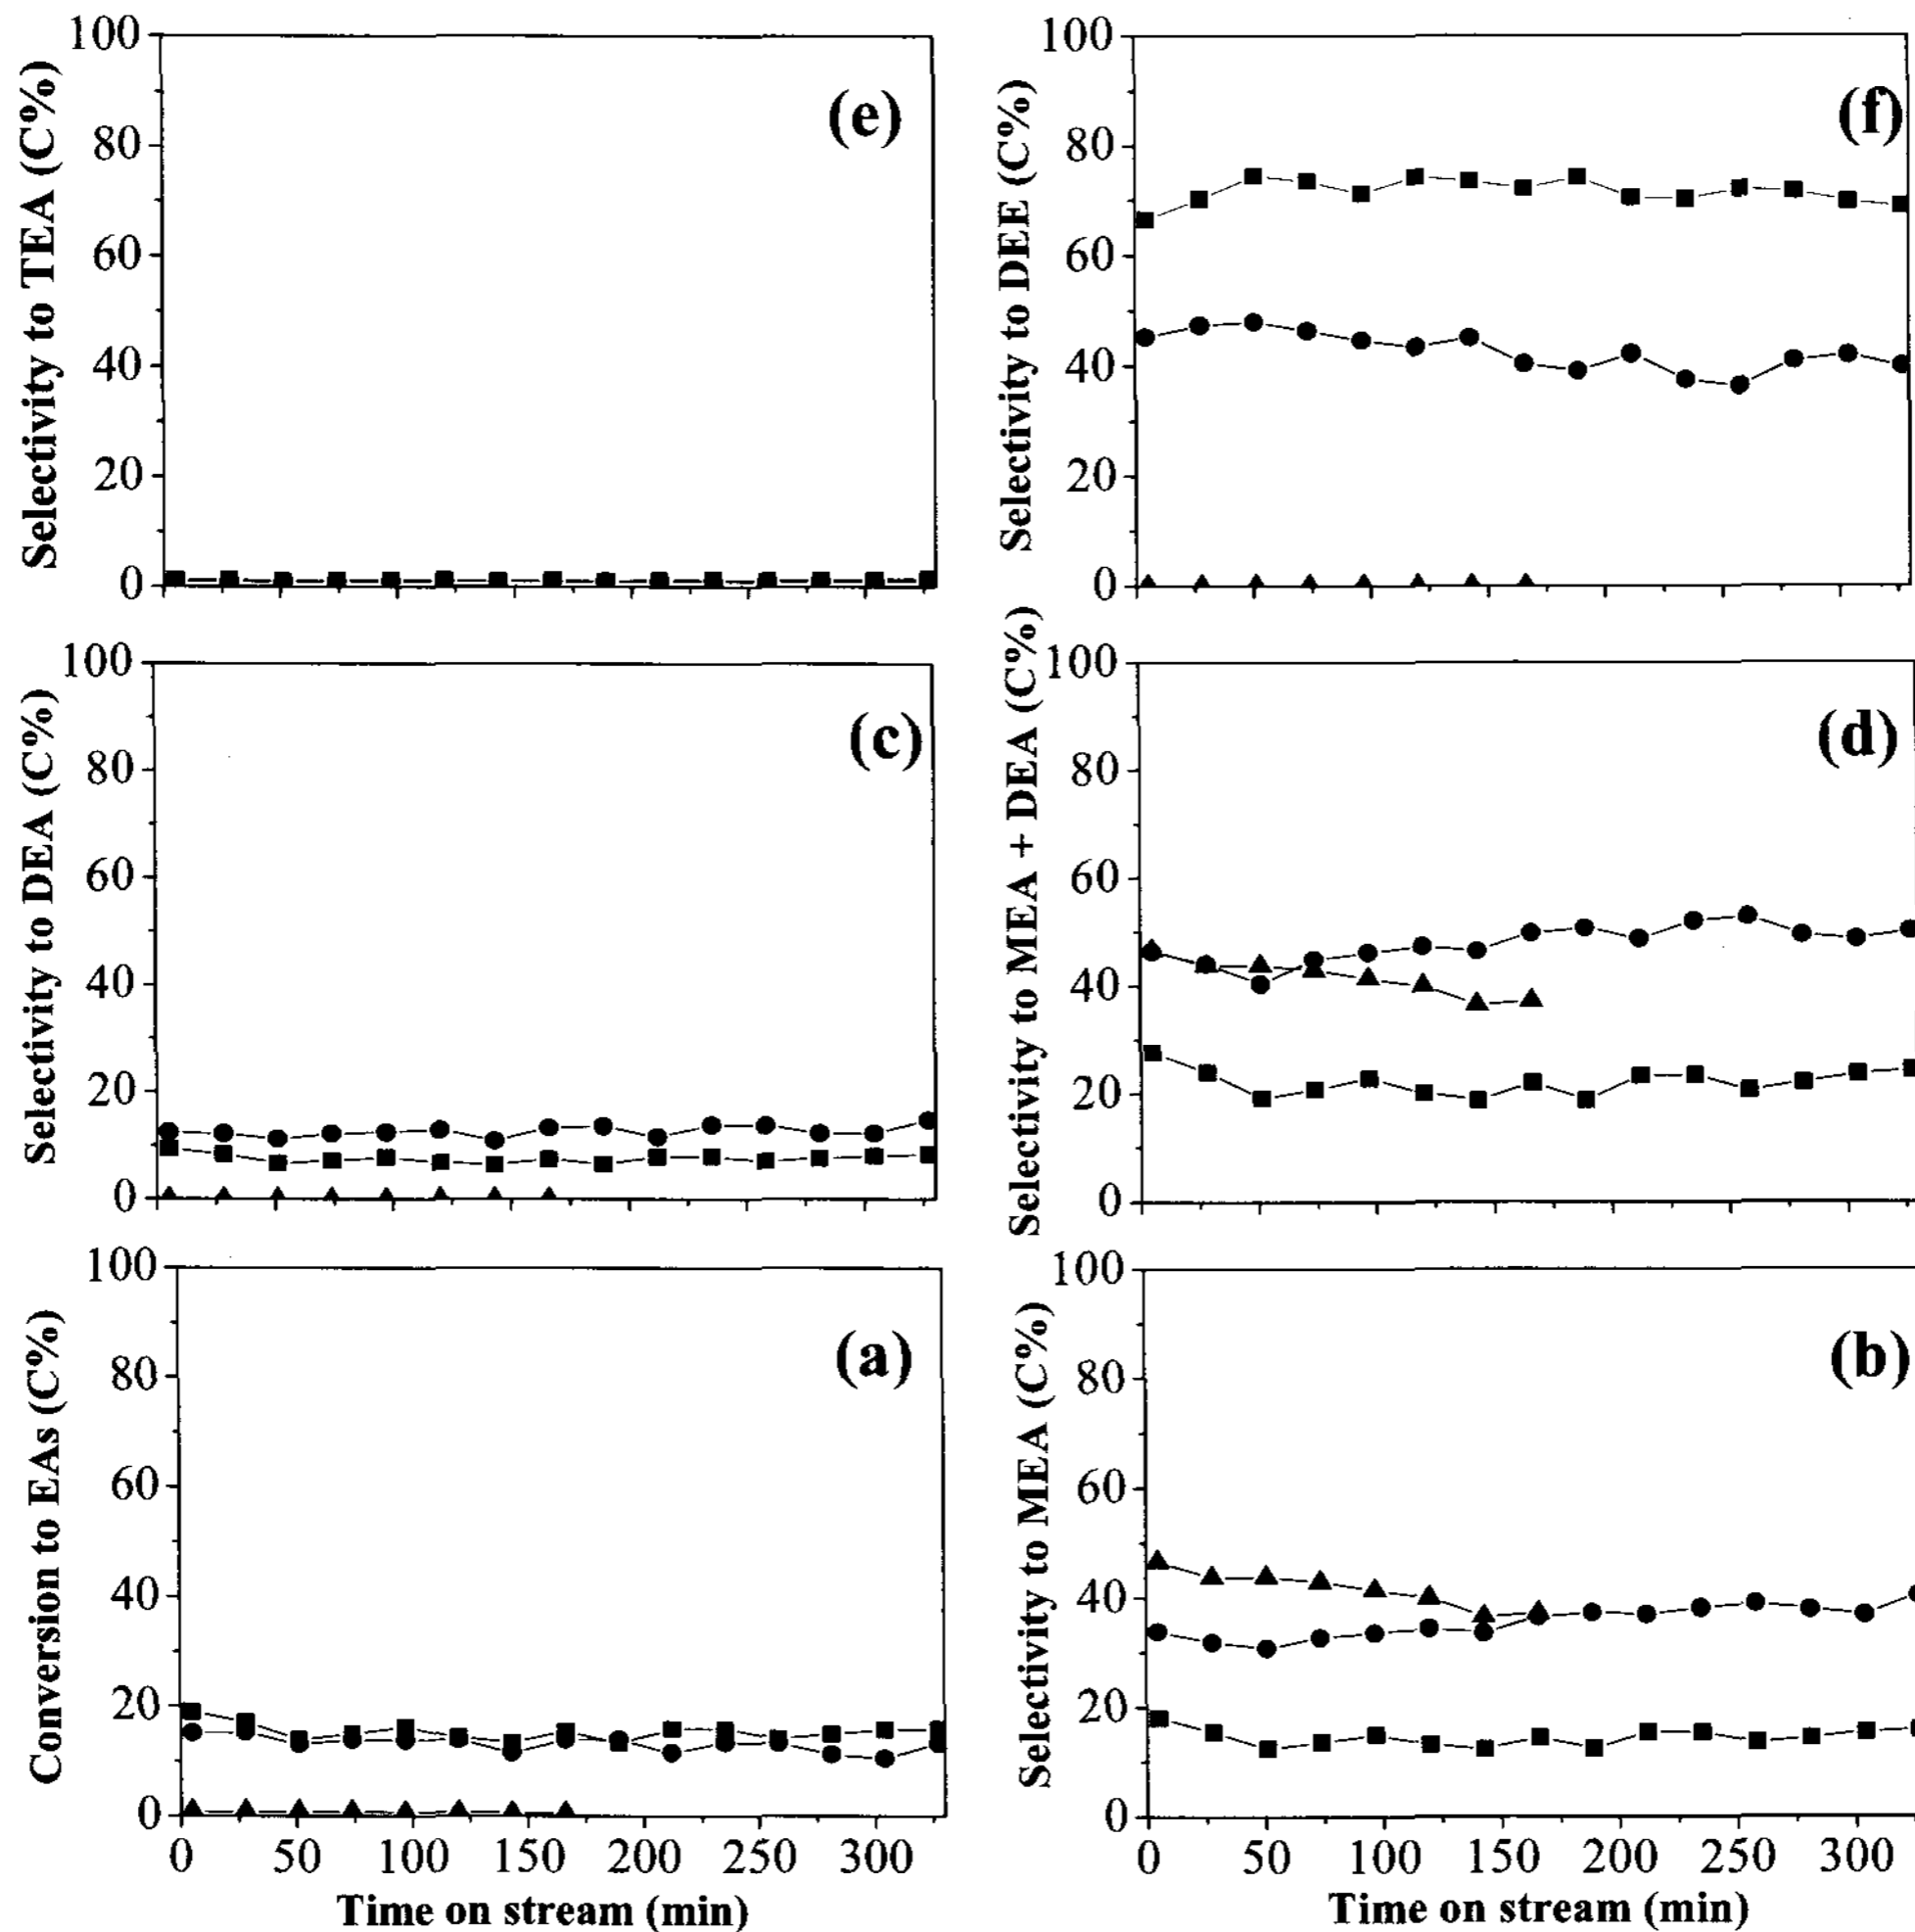 Selectivity to TEA (C%)
100
80
60
40
20
0
(e)
Selectivity to DEE (C%)
100
80
60
40
20
0
(f)
Selectivity to DEA (C%)
100
80
60
40
20
0
(c)
Selectivity to MEA + DEA (C%)
100
80
60
40
20
0
(d)
Conversion to EAs (C%)
100
80
60
40
20
0
(a)
0 50 100 150 200 250 300
Time on stream (min)
Selectivity to MEA (C%)
100
80
60
40
20
0
(b)
0 50 100 150 200 250 300
Time on stream (min)